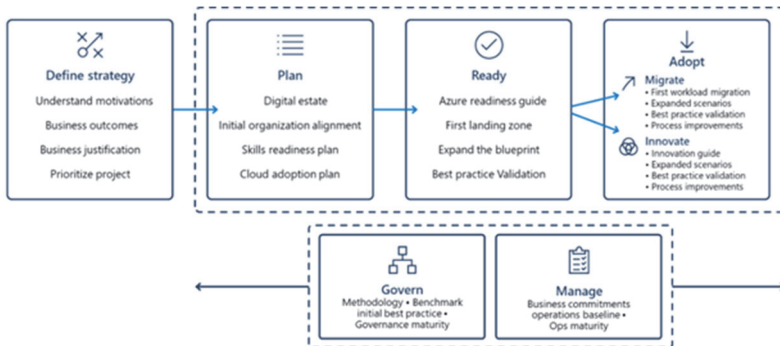 Define strategy
Understand motivations
Business outcomes
Business justification
Prioritize project
Plan
Digital estate
Initial organization alignment
Skills readiness plan
Cloud adoption plan
Ready
Azure readiness guide
First landing zone
Expand the blueprint
Best practice Validation
Adopt
Migrate
• First workload migration
• Expanded scenarios
• Best practice validation
• Process improvements
Innovate
• Innovation guide
• Expanded scenarios
• Best practice validation
• Process improvements
Govern
Methodology • Benchmark
initial best practice •
Governance maturity
Manage
Business commitments
operations baseline •
Ops maturity